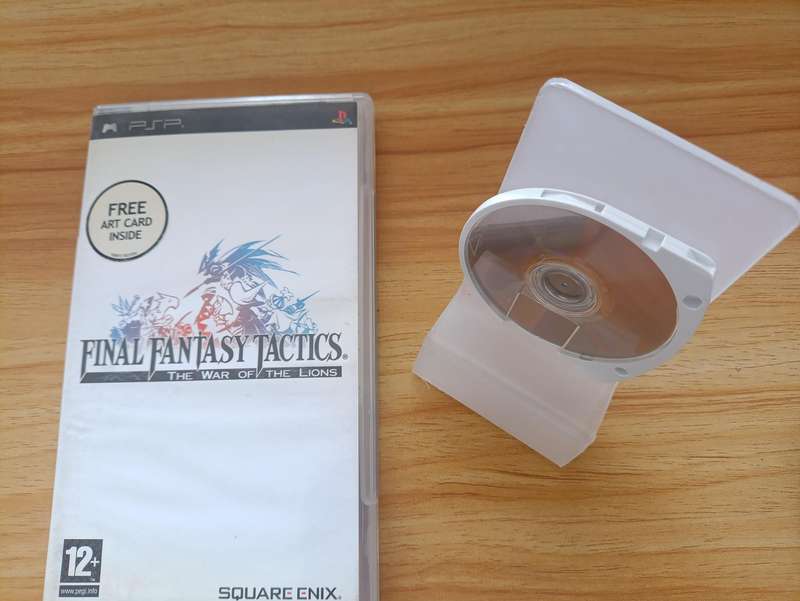 PSP
FREE
ART CARD
INSIDE
FINAL FANTASY TACTICS®
THE WAR OF THE LIONS
12+
www.pegi.info
SQUARE ENIX